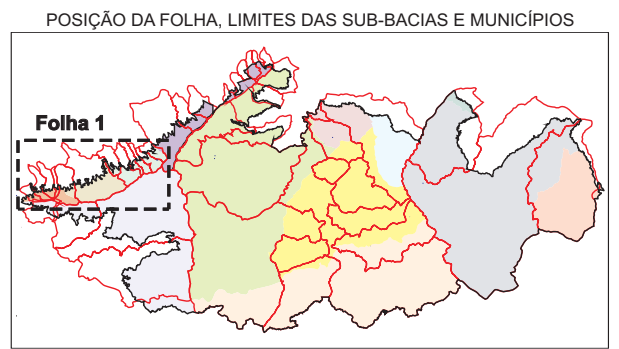 POSIÇÃO DA FOLHA, LIMITES DAS SUB-BACIAS E MUNICÍPIOS
Folha 1